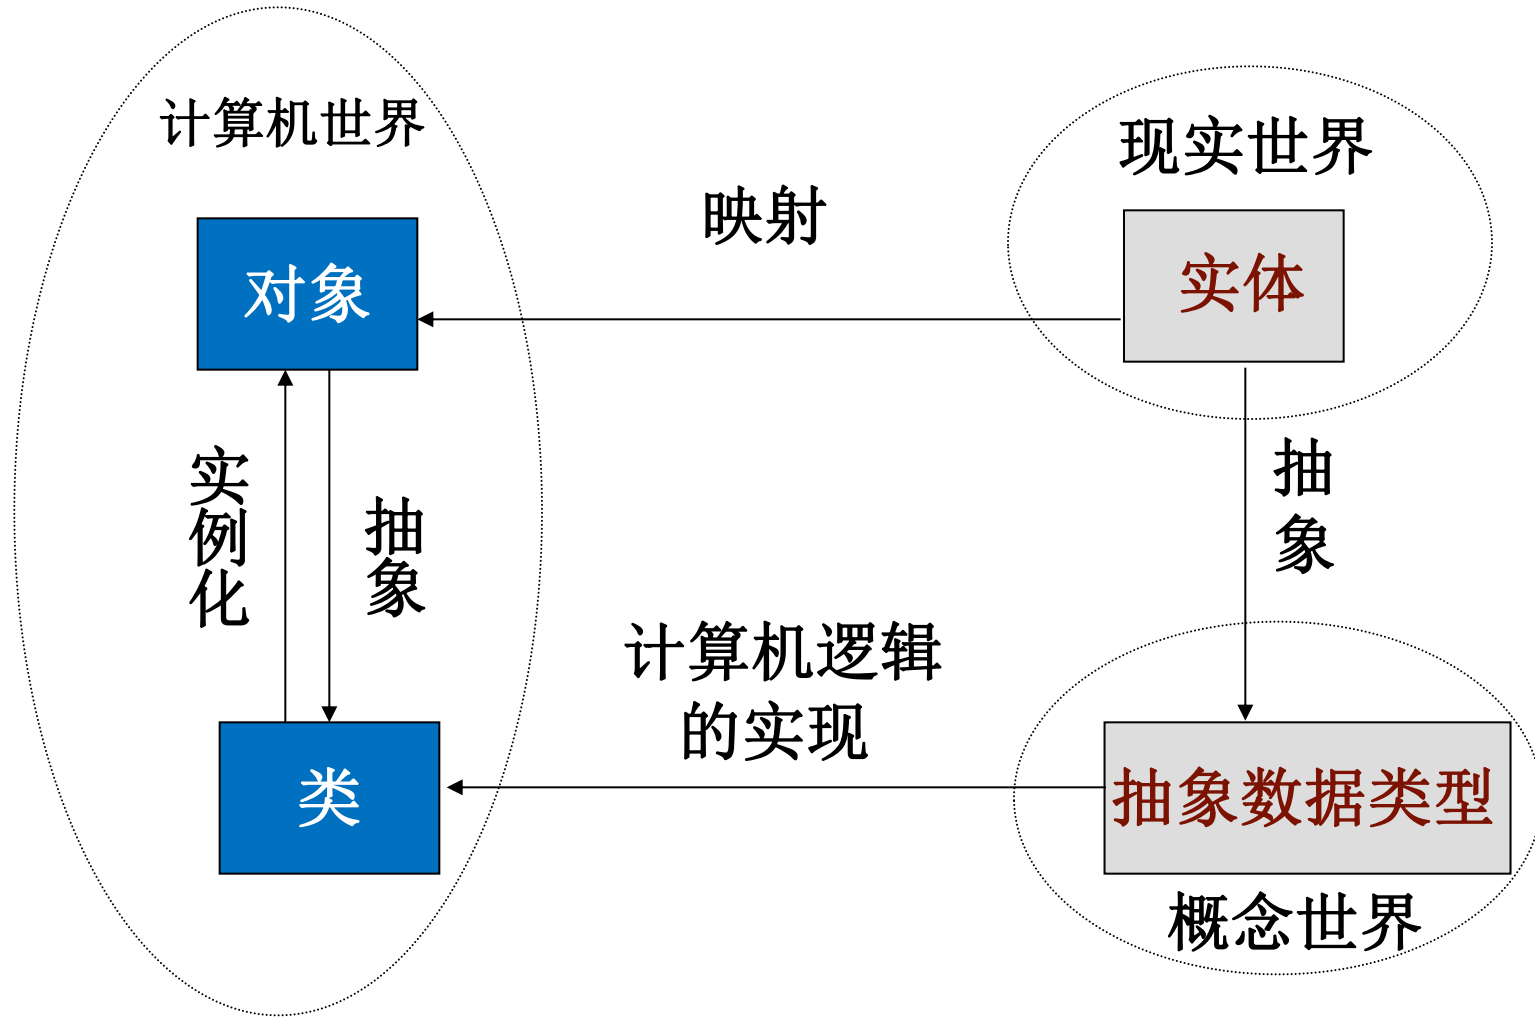 计算机世界
现实世界
映射
对象
实体
实例化
抽象
抽象
计算机逻辑
的实现
类
抽象数据类型
概念世界